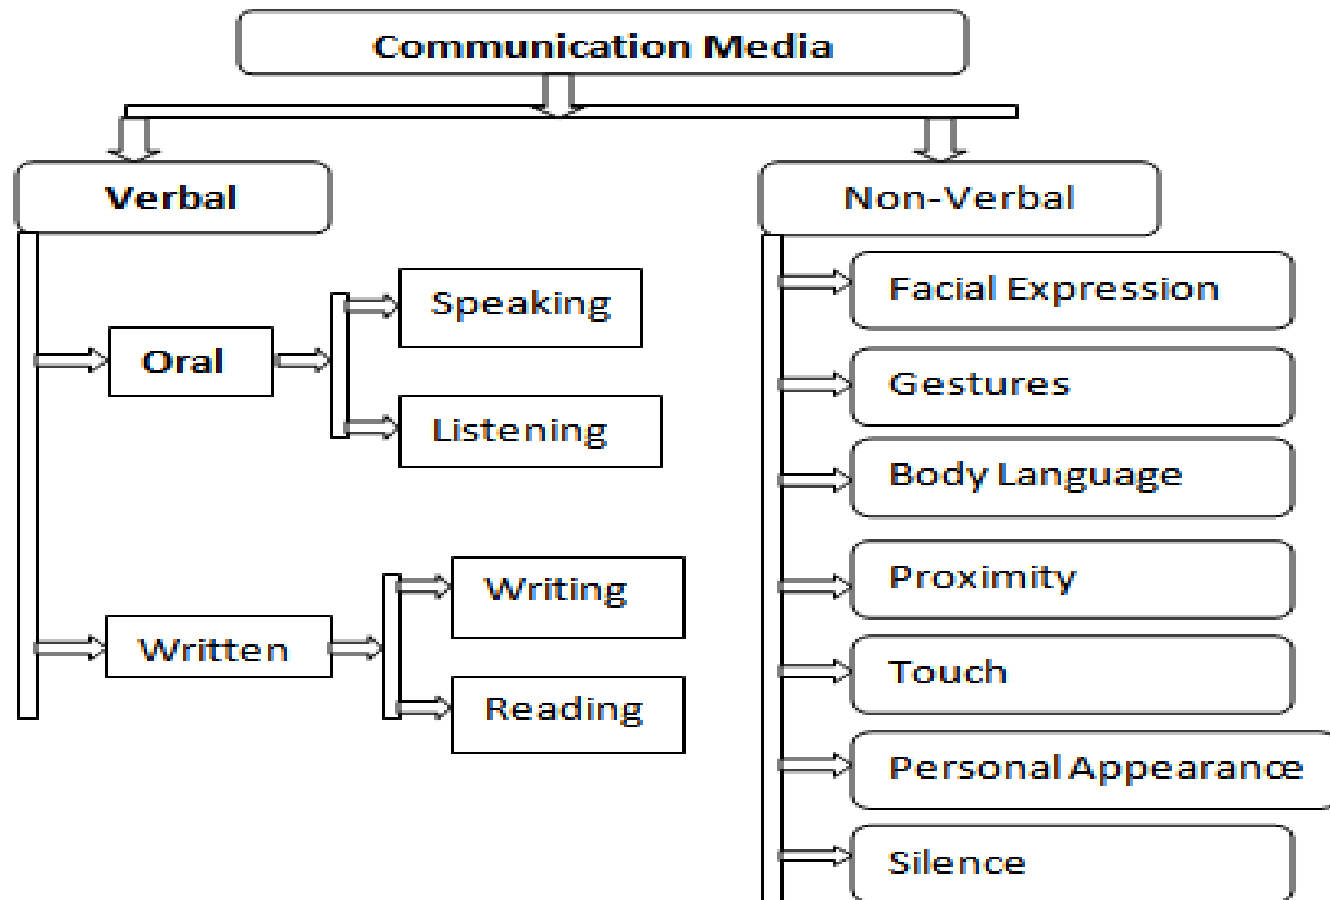 Communication Media
Verbal
Non-Verbal
Oral
Speaking
Listening
Written
Writing
Reading
Facial Expression
Gestures
Body Language
Proximity
Touch
Personal Appearance
Silence